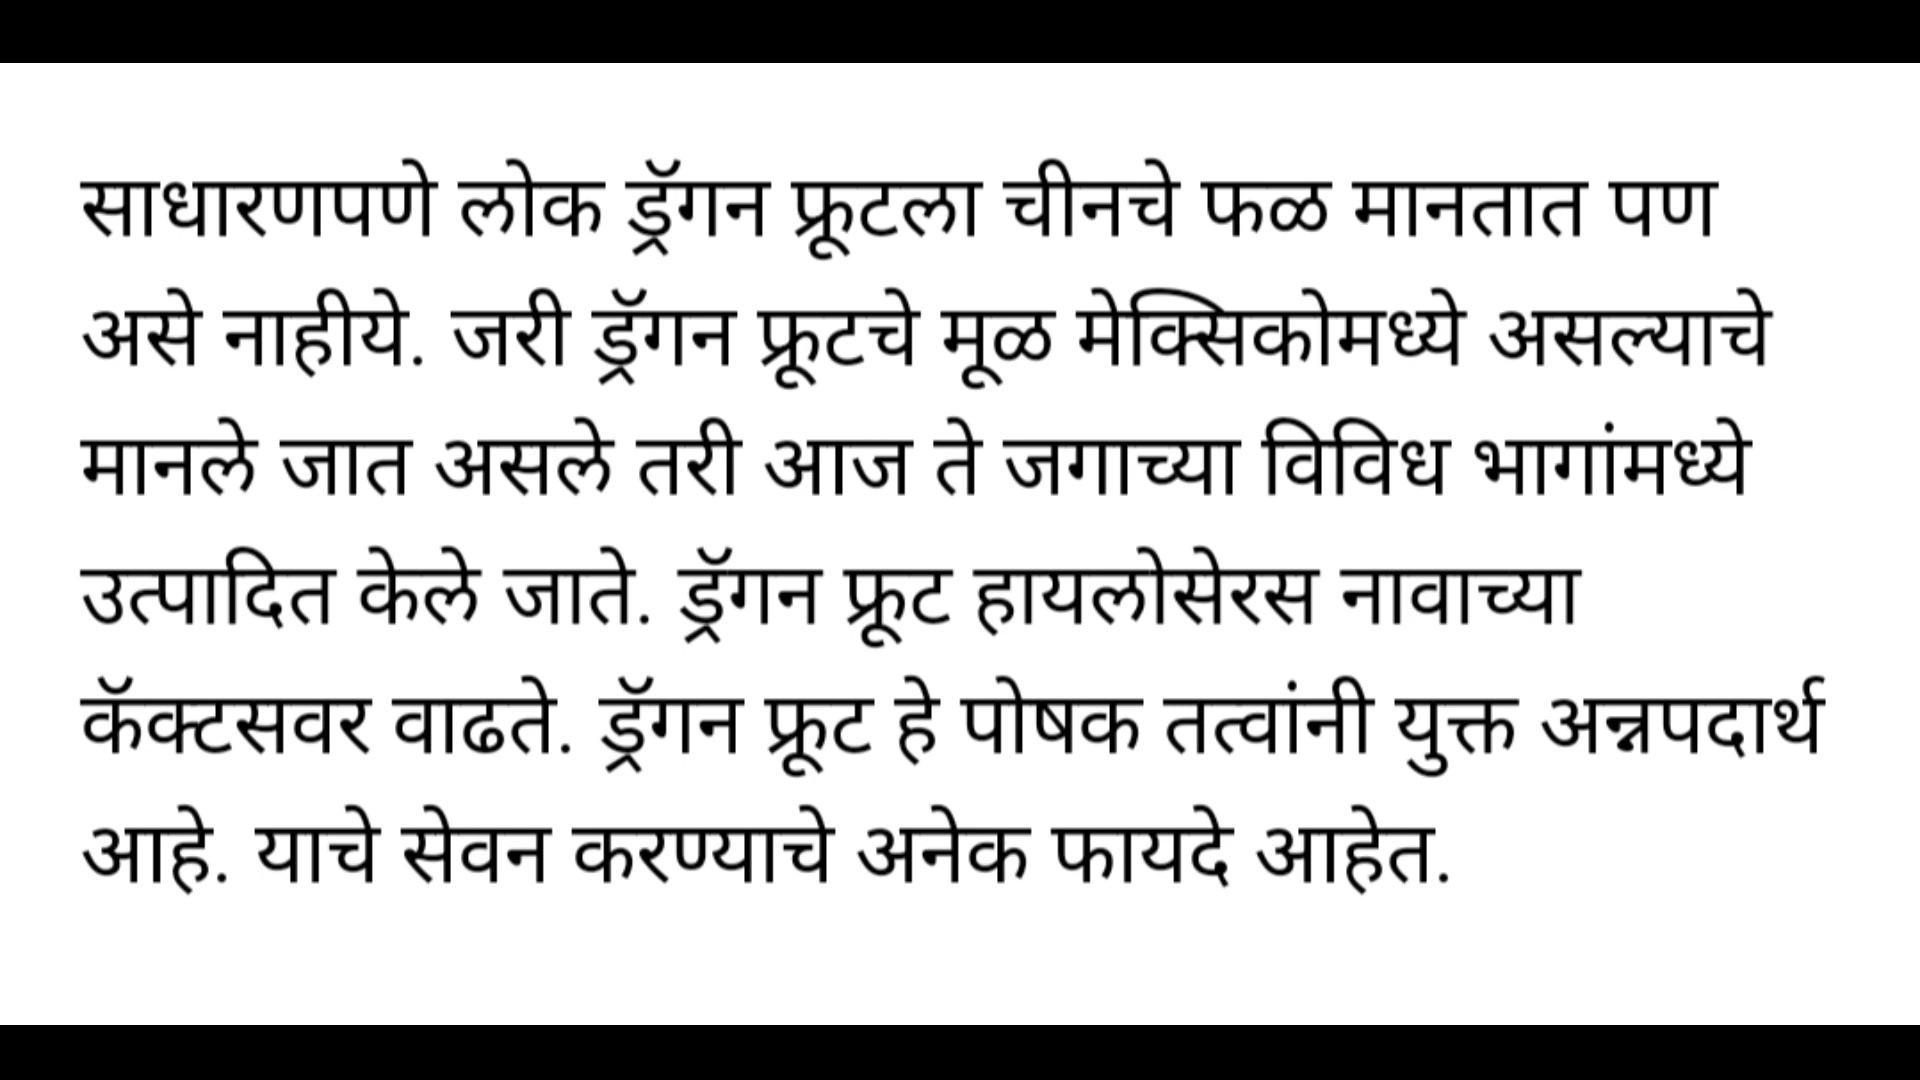 साधारणपणे लोक ड्रॅगन फ्रूटला चीनचे फळ मानतात पण
असे नाहीये. जरी ड्रॅगन फ्रूटचे मूळ मेक्सिकोमध्ये असल्याचे
मानले जात असले तरी आज ते जगाच्या विविध भागांमध्ये
उत्पादित केले जाते. ड्रॅगन फ्रूट हायलोसेरस नावाच्या
कॅक्टसवर वाढते. ड्रॅगन फ्रूट हे पोषक तत्वांनी युक्त अन्नपदार्थ
आहे. याचे सेवन करण्याचे अनेक फायदे आहेत.